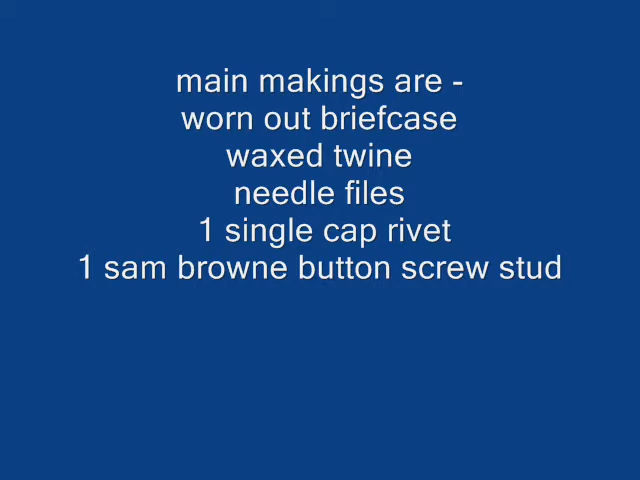 main makings are -
worn out briefcase
waxed twine
needle files
1 single cap rivet
1 sam browne button screw stud